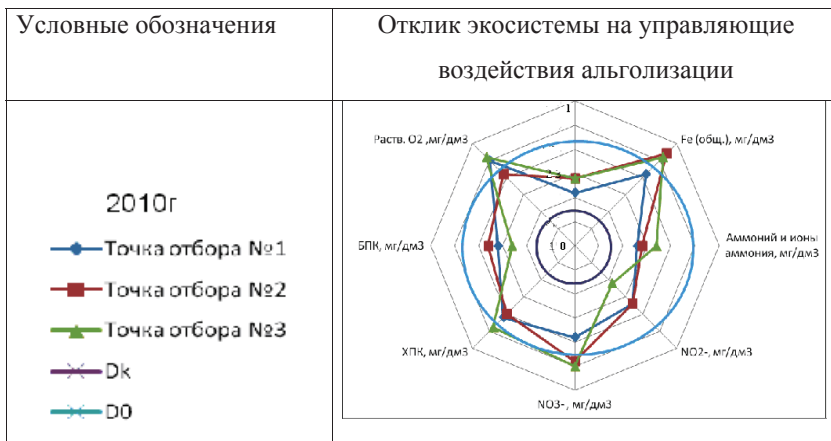 Условные обозначения
Отклик экосистемы на управляющие
воздействия альголизации
2010г
Точка отбора №1
Точка отбора №2
Точка отбора №3
Dk
D0
1
Раств. O2 ,мг/дм3
Fe (общ.), мг/дм3
БПК, мг/дм3
0
Аммоний и ионы
аммония, мг/дм3
ХПК, мг/дм3
NO2-, мг/дм3
NO3-, мг/дм3